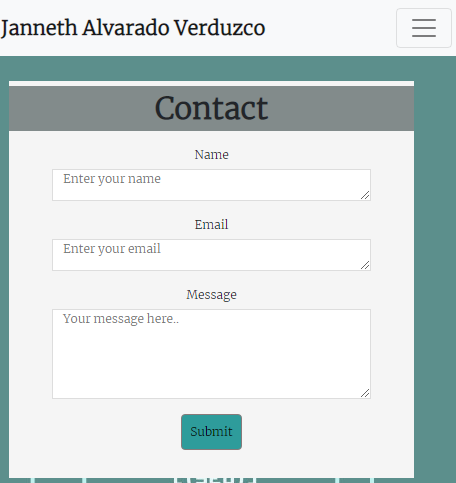 Janneth Alvarado Verduzco
Contact
Name
Enter your name
Email
Enter your email
Message
Your message here..
Submit